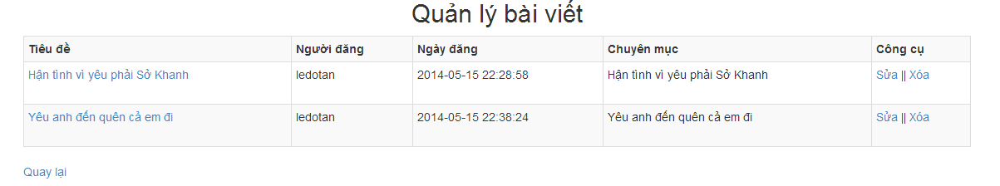 Quản lý bài viết
Tiêu đề Người đăng Ngày đăng Chuyên mục Công cụ
Hận tình vì yêu phải Sở Khanh ledotan 2014-05-15 22:28:58 Hận tình vì yêu phải Sở Khanh Sửa || Xóa
Yêu anh đến quên cả em đi ledotan 2014-05-15 22:38:24 Yêu anh đến quên cả em đi Sửa || Xóa
Quay lại